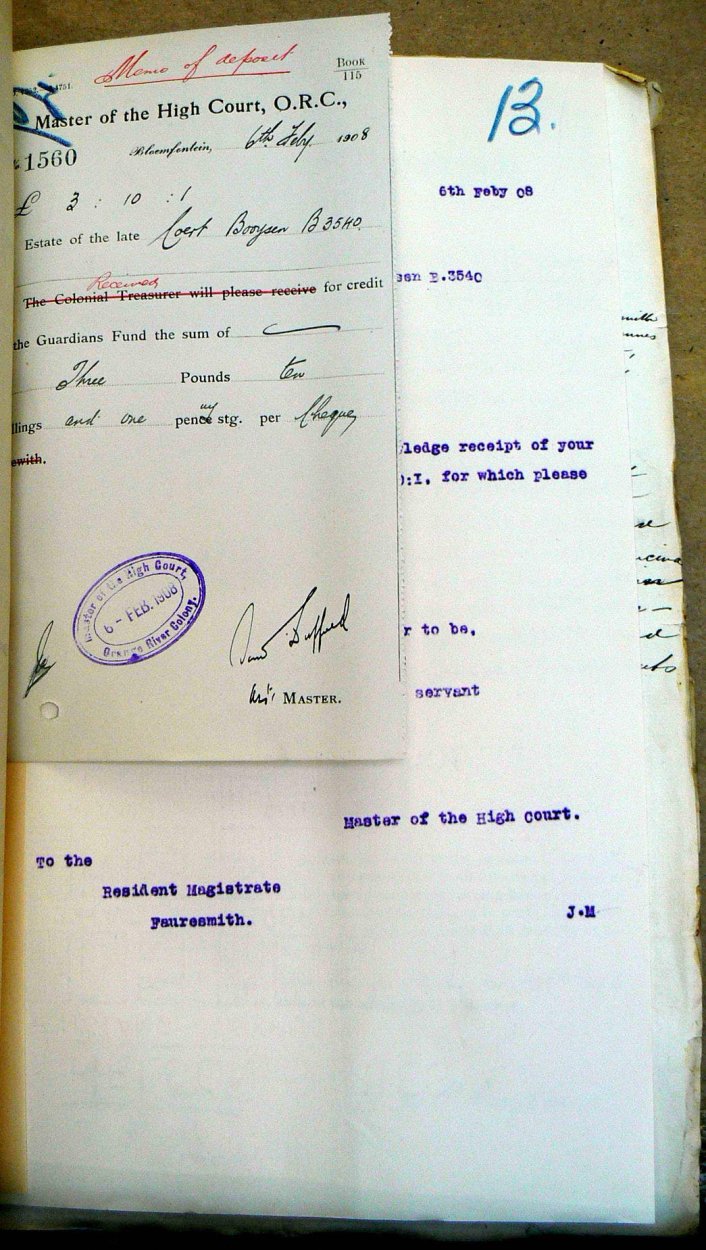 Memo of deposit
Book
115
4751.
Master of the High Court, O.R.C.,
1560
Bloemfontein, 6th Feby 1908
£ 3 : 10 : 1
Estate of the late Coert Booysen B 3540.
Received
The Colonial Treasurer will please receive for credit
the Guardians Fund the sum of
Three Pounds ten
llings and one penny stg. per Cheque
ewith.
Master of the High Court,
6 - FEB. 1908
Orange River Colony.
MASTER.
13.
6th Feby 08
sen B.3540
ledge receipt of your
):I. for which please
r to be,
servant
Master of the High Court.
To the
Resident Magistrate
Fauresmith.
J.M